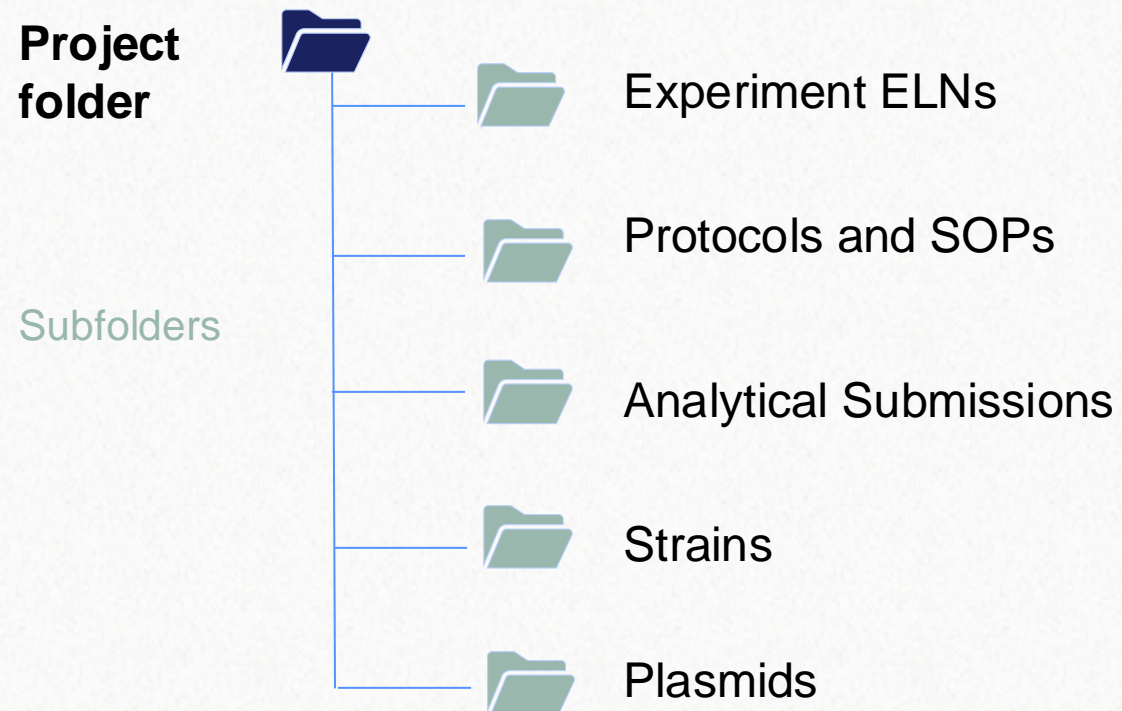 Project
folder
Experiment ELNs
Protocols and SOPs
Subfolders
Analytical Submissions
Strains
Plasmids